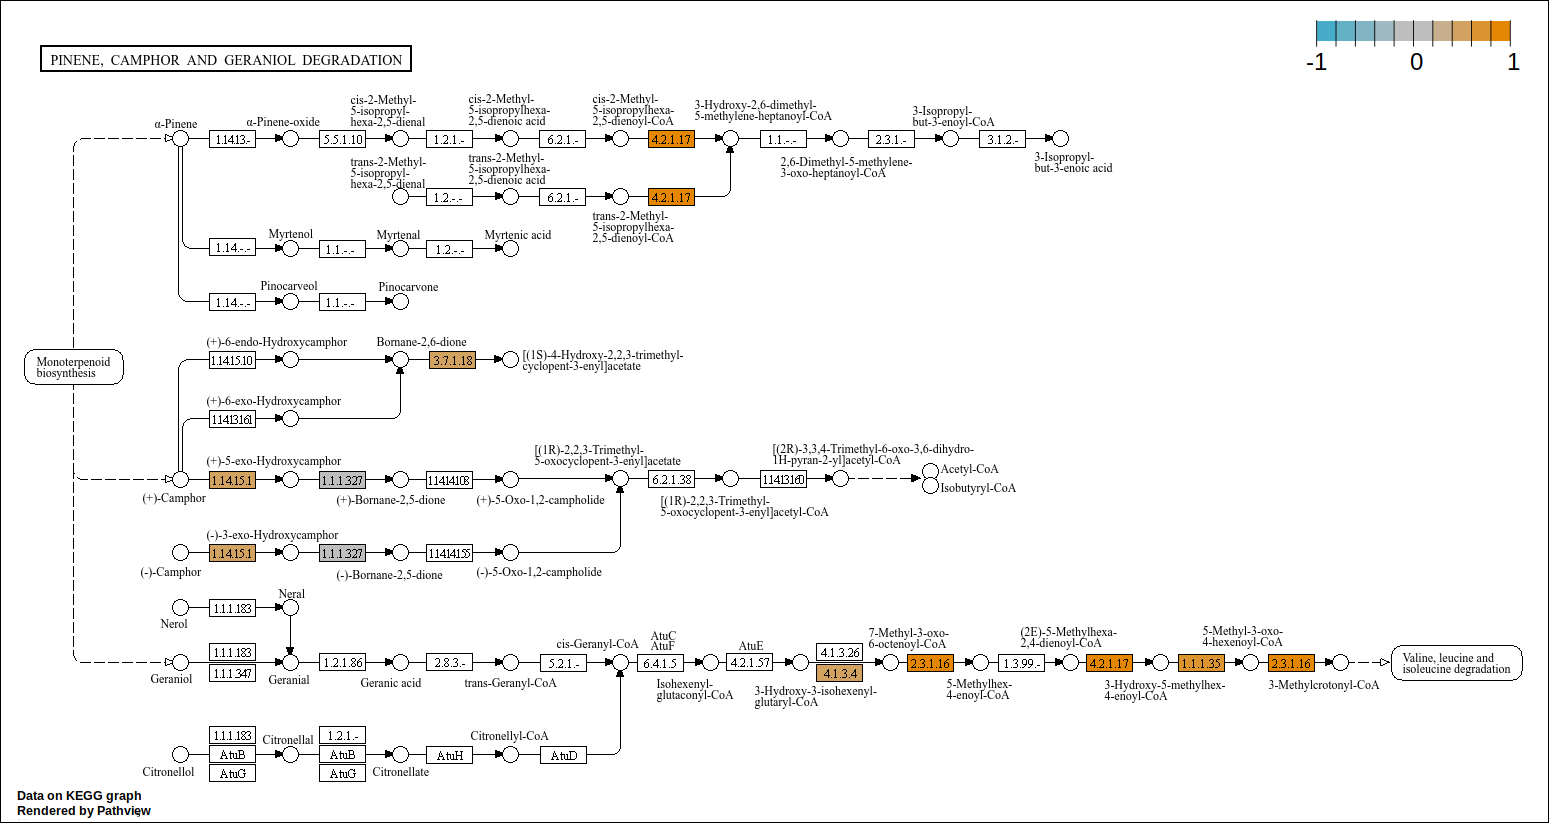 -1 0 1
PINENE, CAMPHOR AND GERANIOL DEGRADATION
α-Pinene
1.14.13.-
α-Pinene-oxide
5.5.1.10
cis-2-Methyl-
5-isopropyl-
hexa-2,5-dienal
1.2.1.-
cis-2-Methyl-
5-isopropylhexa-
2,5-dienoic acid
6.2.1.-
cis-2-Methyl-
5-isopropylhexa-
2,5-dienoyl-CoA
4.2.1.17
3-Hydroxy-2,6-dimethyl-
5-methylene-heptanoyl-CoA
1.1.-.-
2,6-Dimethyl-5-methylene-
3-oxo-heptanoyl-CoA
2.3.1.-
3-Isopropyl-
but-3-enoyl-CoA
3.1.2.-
3-Isopropyl-
but-3-enoic acid
trans-2-Methyl-
5-isopropyl-
hexa-2,5-dienal
1.2.-.-
trans-2-Methyl-
5-isopropylhexa-
2,5-dienoic acid
6.2.1.-
trans-2-Methyl-
5-isopropylhexa-
2,5-dienoyl-CoA
4.2.1.17
1.14.-.-
Myrtenol
1.1.-.-
Myrtenal
1.2.-.-
Myrtenic acid
1.14.-.-
Pinocarveol
1.1.-.-
Pinocarvone
Monoterpenoid
biosynthesis
(+)-6-endo-Hydroxycamphor
1.14.15.10
Bornane-2,6-dione
3.7.1.18
[(1S)-4-Hydroxy-2,2,3-trimethyl-
cyclopent-3-enyl]acetate
(+)-6-exo-Hydroxycamphor
1.14.13.161
(+)-Camphor
1.14.15.1
(+)-5-exo-Hydroxycamphor
1.1.1.327
(+)-Bornane-2,5-dione
1.14.14.108
(+)-5-Oxo-1,2-campholide
[(1R)-2,2,3-Trimethyl-
5-oxocyclopent-3-enyl]acetate
6.2.1.38
[(1R)-2,2,3-Trimethyl-
5-oxocyclopent-3-enyl]acetyl-CoA
1.14.13.160
[(2R)-3,3,4-Trimethyl-6-oxo-3,6-dihydro-
1H-pyran-2-yl]acetyl-CoA
Acetyl-CoA
Isobutyryl-CoA
(-)-Camphor
1.14.15.1
(-)-3-exo-Hydroxycamphor
1.1.1.327
(-)-Bornane-2,5-dione
1.14.14.155
(-)-5-Oxo-1,2-campholide
Nerol
1.1.1.183
Neral
Geraniol
1.1.1.183
1.1.1.347
Geranial
1.2.1.86
Geranic acid
2.8.3.-
trans-Geranyl-CoA
5.2.1.-
cis-Geranyl-CoA
AtuC
AtuF
6.4.1.5
Isohexenyl-
glutaconyl-CoA
AtuE
4.2.1.57
3-Hydroxy-3-isohexenyl-
glutaryl-CoA
4.1.3.26
4.1.3.4
7-Methyl-3-oxo-
6-octenoyl-CoA
2.3.1.16
5-Methylhex-
4-enoyl-CoA
1.3.99.-
(2E)-5-Methylhexa-
2,4-dienoyl-CoA
4.2.1.17
3-Hydroxy-5-methylhex-
4-enoyl-CoA
1.1.1.35
5-Methyl-3-oxo-
4-hexenoyl-CoA
2.3.1.16
3-Methylcrotonyl-CoA
Valine, leucine and
isoleucine degradation
Citronellol
1.1.1.183
AtuB
AtuG
Citronellal
1.2.1.-
AtuB
AtuG
Citronellate
AtuH
Citronellyl-CoA
AtuD
Data on KEGG graph
Rendered by Pathview